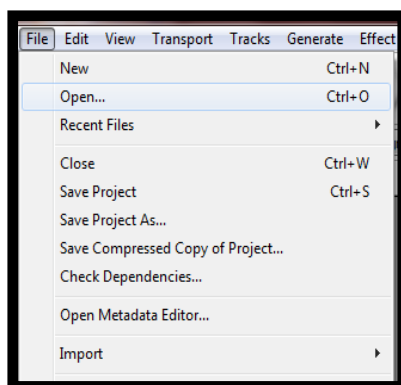 File Edit View Transport Tracks Generate Effect
New Ctrl+N
Open... Ctrl+O
Recent Files
Close Ctrl+W
Save Project Ctrl+S
Save Project As...
Save Compressed Copy of Project...
Check Dependencies...
Open Metadata Editor...
Import